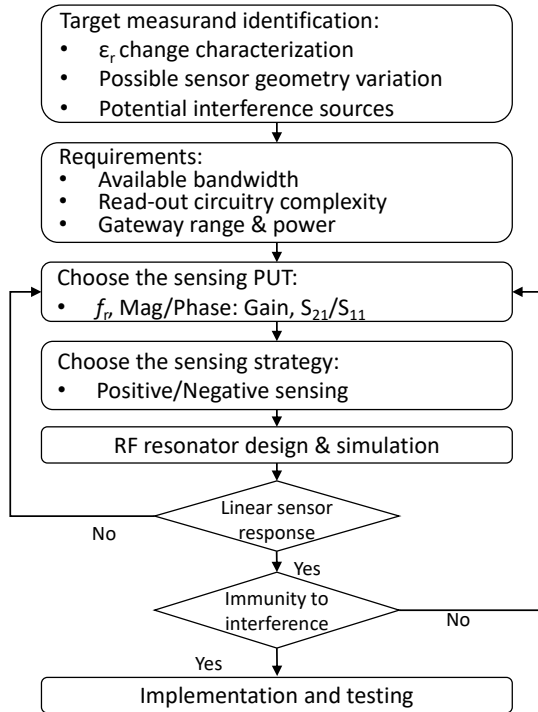 Target measurand identification:
• εr change characterization
• Possible sensor geometry variation
• Potential interference sources
Requirements:
• Available bandwidth
• Read-out circuitry complexity
• Gateway range & power
Choose the sensing PUT:
• fr, Mag/Phase: Gain, S21/S11
Choose the sensing strategy:
• Positive/Negative sensing
RF resonator design & simulation
Linear sensor
response
No
Yes
Immunity to
interference
No
Yes
Implementation and testing